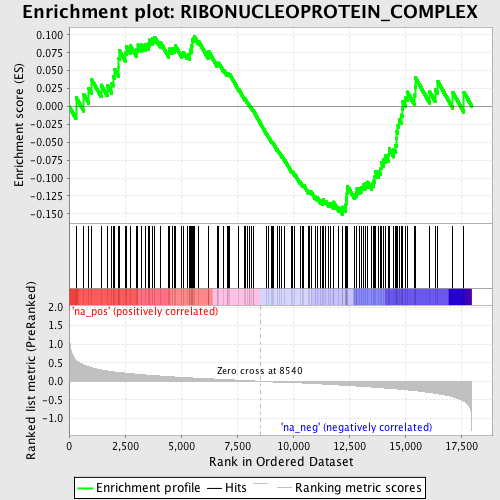 Enrichment plot: RIBONUCLEOPROTEIN_COMPLEX
Enrichment score (ES)
0.100
0.075
0.050
0.025
0.000
-0.025
-0.050
-0.075
-0.100
-0.125
-0.150
'na_pos' (positively correlated)
Ranked list metric (PreRanked)
2.0
1.5
1.0
0.5
0.0
-0.5
-1.0
Zero cross at 8540
'na_neg' (negatively correlated)
0
2,500
5,000
7,500
10,000
12,500
15,000
17,500
Rank in Ordered Dataset
Enrichment profile
Hits
Ranking metric scores